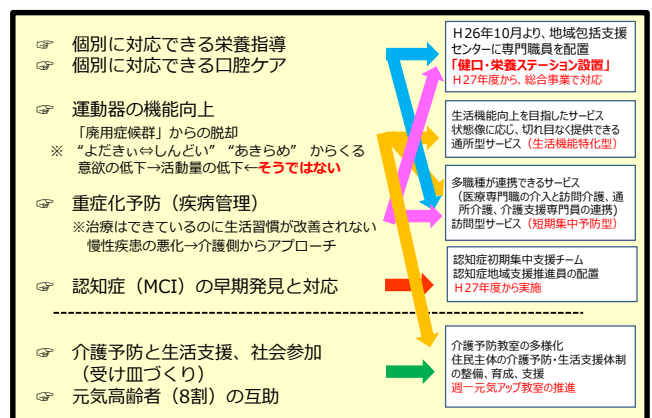 ☞ 個別に対応できる栄養指導
☞ 個別に対応できる口腔ケア
☞ 運動器の機能向上
「廃用症候群」からの脱却
※ “よだきぃ⇔しんどい” “あきらめ” からくる
意欲の低下→活動量の低下←そうではない
☞ 重症化予防（疾病管理）
※治療はできているのに生活習慣が改善されない
慢性疾患の悪化→介護側からアプローチ
☞ 認知症（MCI）の早期発見と対応
☞ 介護予防と生活支援、社会参加
（受け皿づくり）
☞ 元気高齢者（8割）の互助
H26年10月より、地域包括支援
センターに専門職員を配置
「健口・栄養ステーション設置」
H27年度から、総合事業で対応
生活機能向上を目指したサービス
状態像に応じ、切れ目なく提供できる
通所型サービス（生活機能特化型）
多職種が連携できるサービス
（医療専門職の介入と訪問介護、通
所介護、介護支援専門員の連携)
訪問型サービス（短期集中予防型）
認知症初期集中支援チーム
認知症地域支援推進員の配置
H27年度から実施
介護予防教室の多様化
住民主体の介護予防・生活支援体制
の整備、育成、支援
週一元気アップ教室の推進